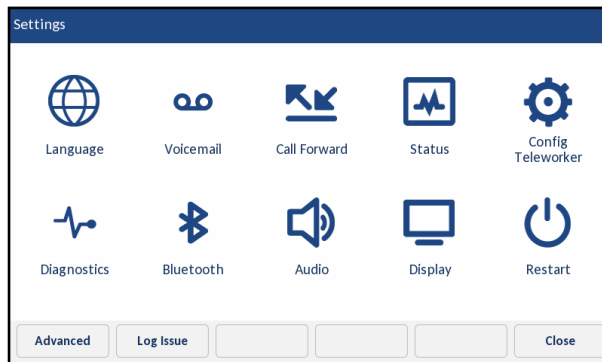 Settings
Language
Voicemail
Call Forward
Status
Config
Teleworker
Diagnostics
Bluetooth
Audio
Display
Restart
Advanced
Log Issue
Close